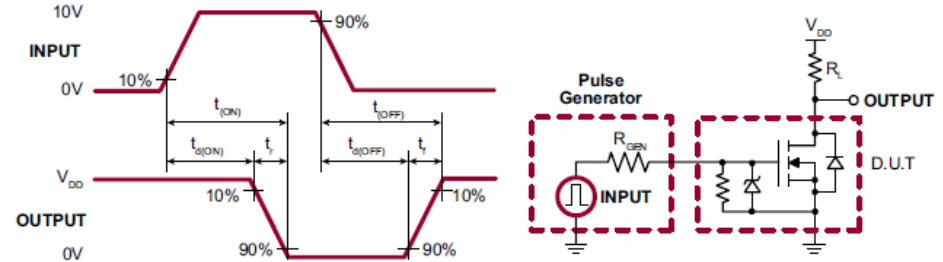 10V
INPUT
0V
10%
90%
t(ON)
t(OFF)
td(ON)
tr
td(OFF)
tf
VDD
10%
10%
OUTPUT
0V
90%
90%
VDD
RL
OUTPUT
Pulse
Generator
RGEN
INPUT
D.U.T